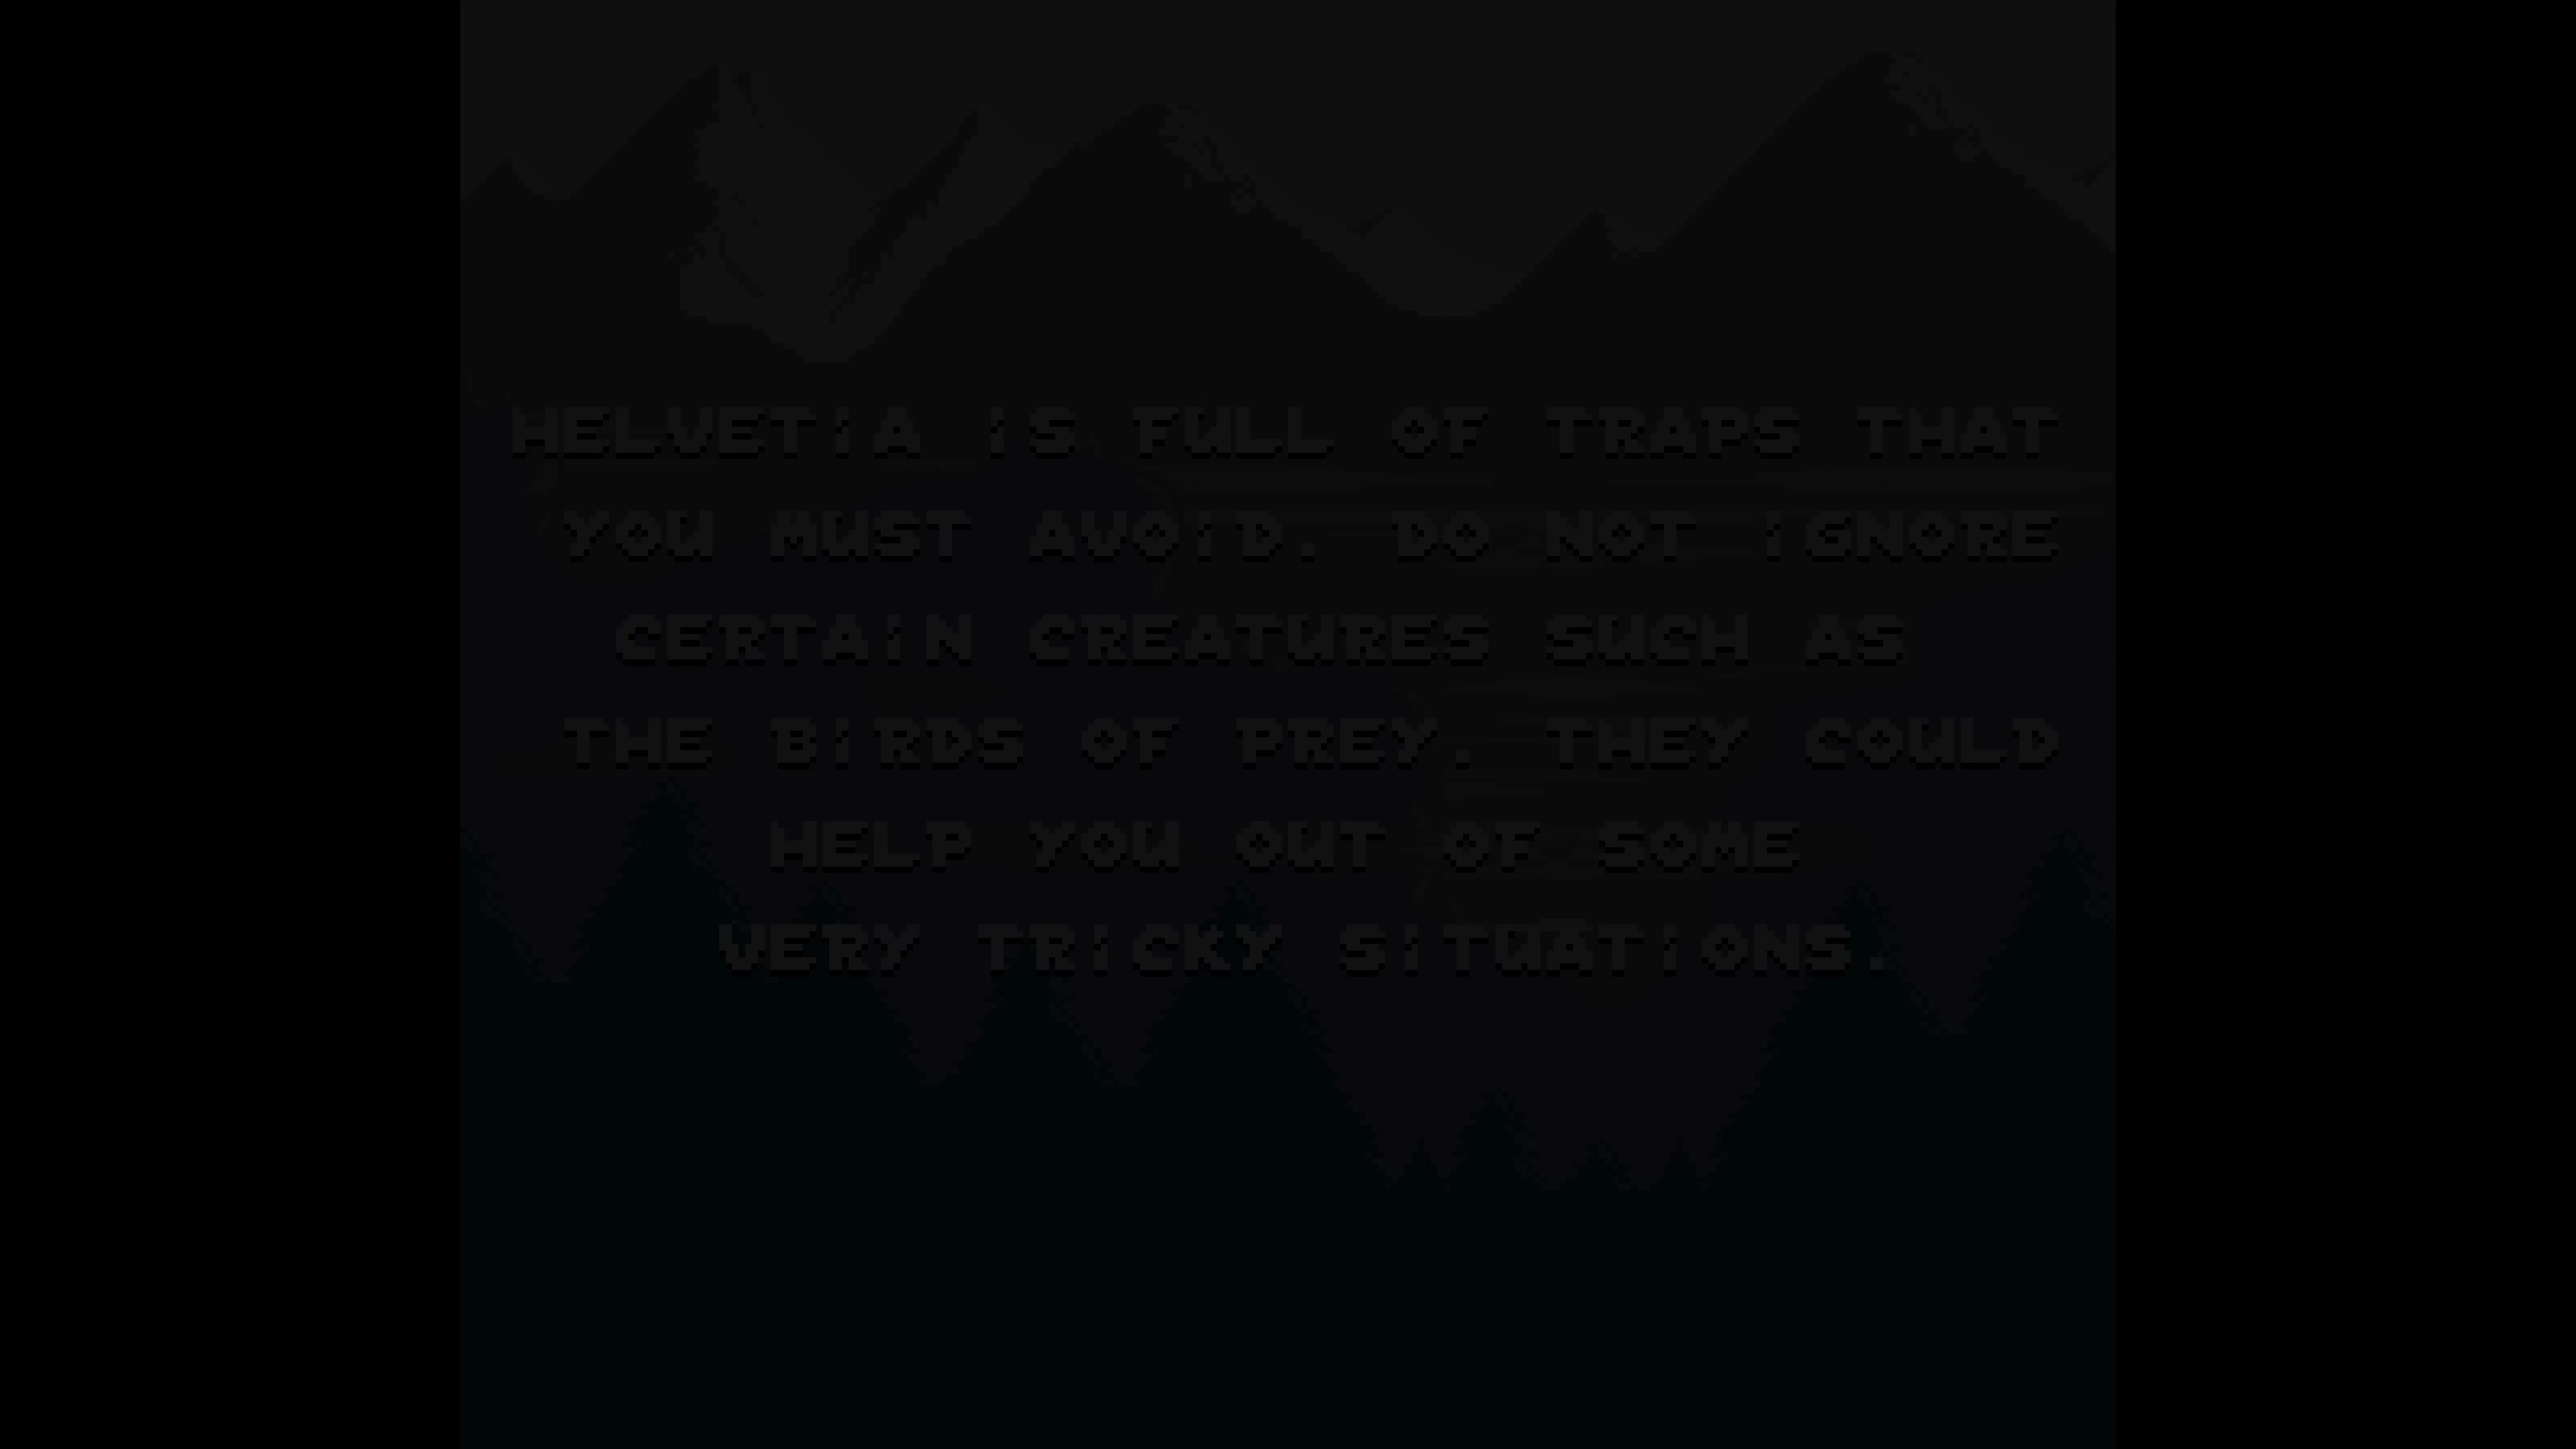 HELVETIA IS FULL OF TRAPS THAT
YOU MUST AVOID. DO NOT IGNORE
CERTAIN CREATURES SUCH AS
THE BIRDS OF PREY. THEY COULD
HELP YOU OUT OF SOME
VERY TRICKY SITUATIONS.